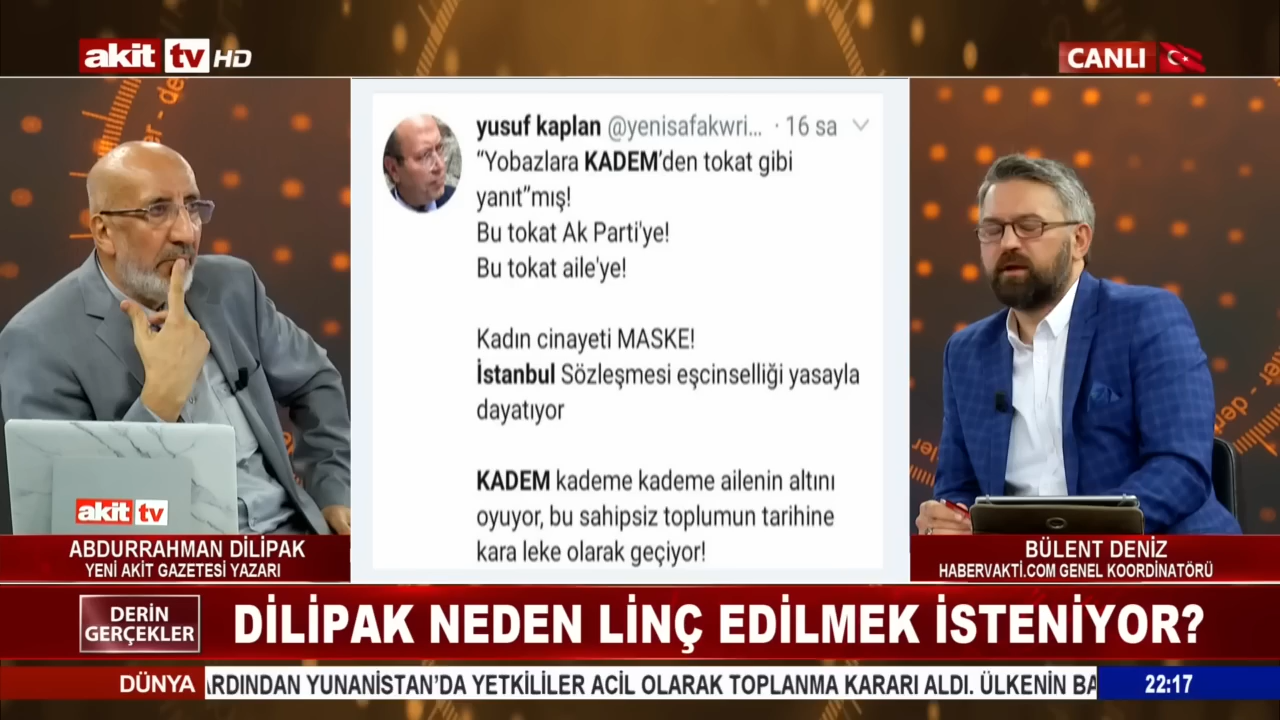 akit tv HD
CANLI
yusuf kaplan @yenisafakwri... · 16 sa
“Yobazlara KADEM’den tokat gibi
yanıt”mış!
Bu tokat Ak Parti'ye!
Bu tokat aile'ye!
Kadın cinayeti MASKE!
İstanbul Sözleşmesi eşcinselliği yasayla
dayatıyor
KADEM kademe kademe ailenin altını
oyuyor, bu sahipsiz toplumun tarihine
kara leke olarak geçiyor!
akit tv
ABDURRAHMAN DİLİPAK
YENİ AKİT GAZETESİ YAZARI
BÜLENT DENİZ
HABERVAKTİ.COM GENEL KOORDİNATÖRÜ
DERİN
GERÇEKLER
DİLİPAK NEDEN LİNÇ EDİLMEK İSTENİYOR?
DÜNYA
ARDINDAN YUNANİSTAN’DA YETKİLİLER ACİL OLARAK TOPLANMA KARARI ALDI. ÜLKENİN BA
22:17